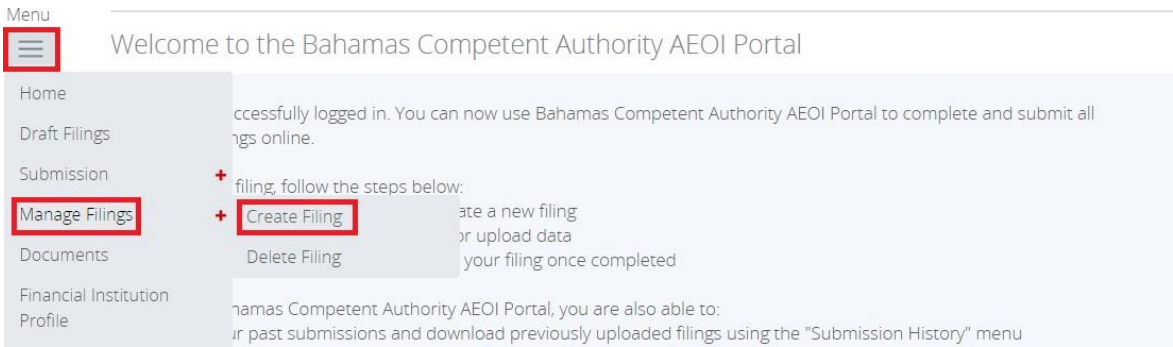 Menu
Welcome to the Bahamas Competent Authority AEOI Portal
Home
ccessfully logged in. You can now use Bahamas Competent Authority AEOI Portal to complete and submit all
Draft Filings
ngs online.
Submission +
filing, follow the steps below:
Manage Filings + Create Filing
ate a new filing
or upload data
Documents
Delete Filing
your filing once completed
Financial Institution
Profile
hamas Competent Authority AEOI Portal, you are also able to:
ur past submissions and download previously uploaded filings using the "Submission History" menu